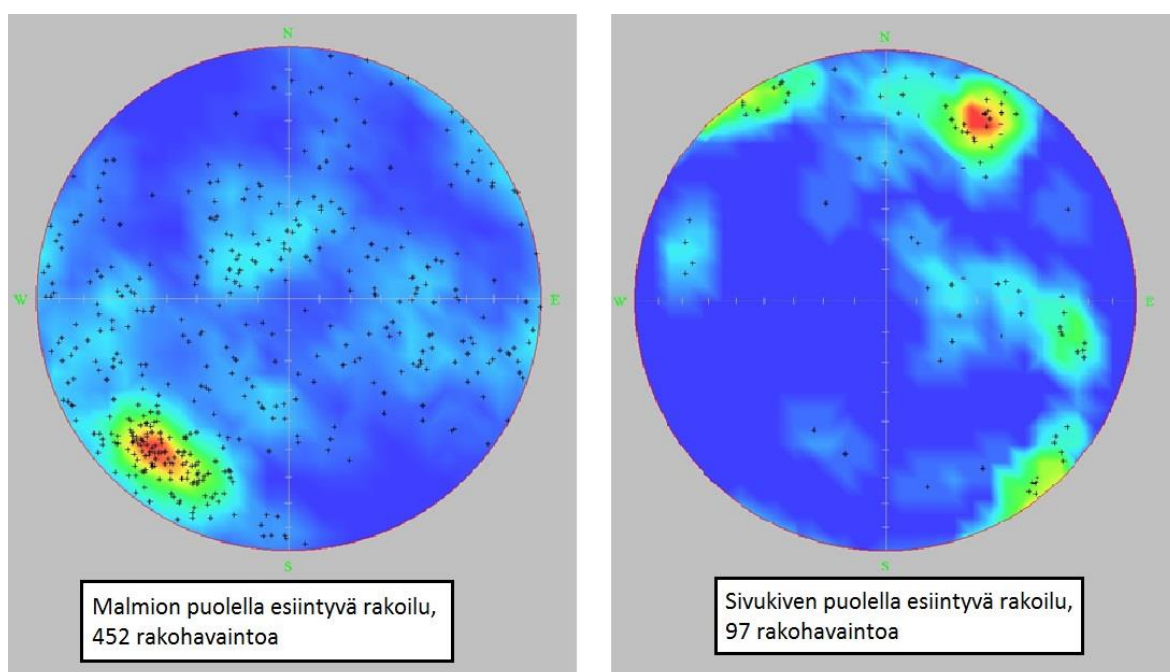 N
W
E
S
Malmion puolella esiintyvä rakoilu,
452 rakohavaintoa
N
W
E
S
Sivukiven puolella esiintyvä rakoilu,
97 rakohavaintoa